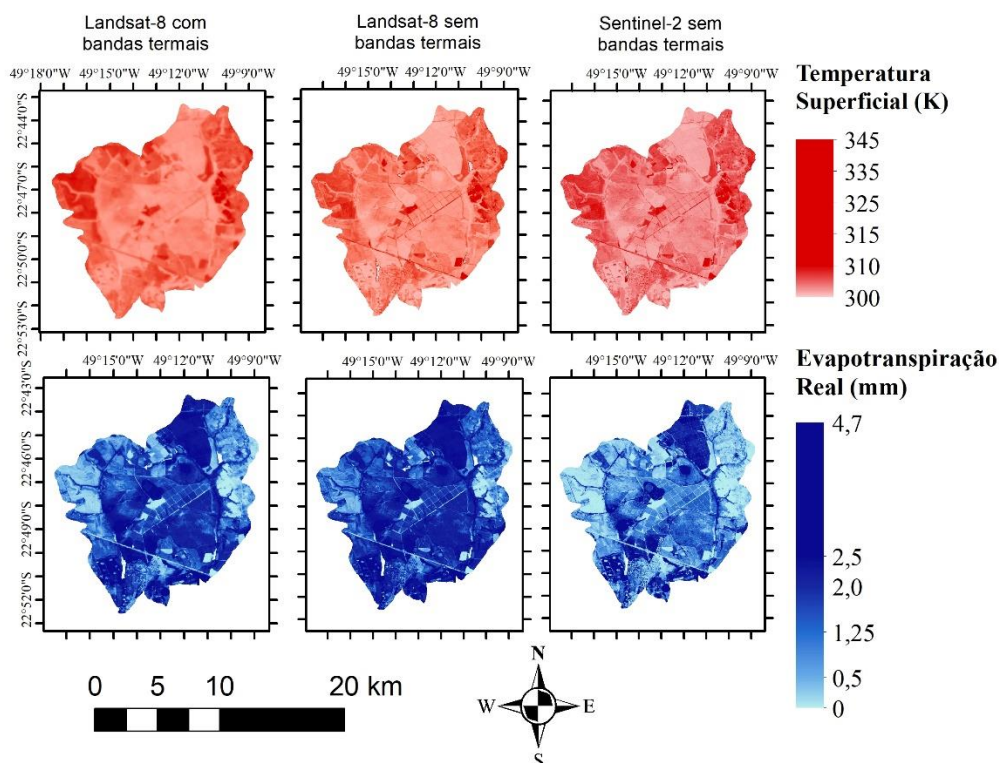 Landsat-8 com
bandas termais
Landsat-8 sem
bandas termais
Sentinel-2 sem
bandas termais
49°18'0"W 49°15'0"W 49°12'0"W 49°9'0"W
49°15'0"W 49°12'0"W 49°9'0"W
49°15'0"W 49°12'0"W 49°9'0"W
22°44'0"S
22°47'0"S
22°50'0"S
22°53'0"S
Temperatura
Superficial (K)
345
325
315
310
300
49°15'0"W 49°12'0"W 49°9'0"W
49°15'0"W 49°12'0"W 49°9'0"W
49°15'0"W 49°12'0"W 49°9'0"W
22°43'0"S
22°46'0"S
22°49'0"S
22°52'0"S
Evapotranspiração
Real (mm)
4,7
2,5
2,0
1,25
0,5
0
0 5 10 20 km
N
W E
S